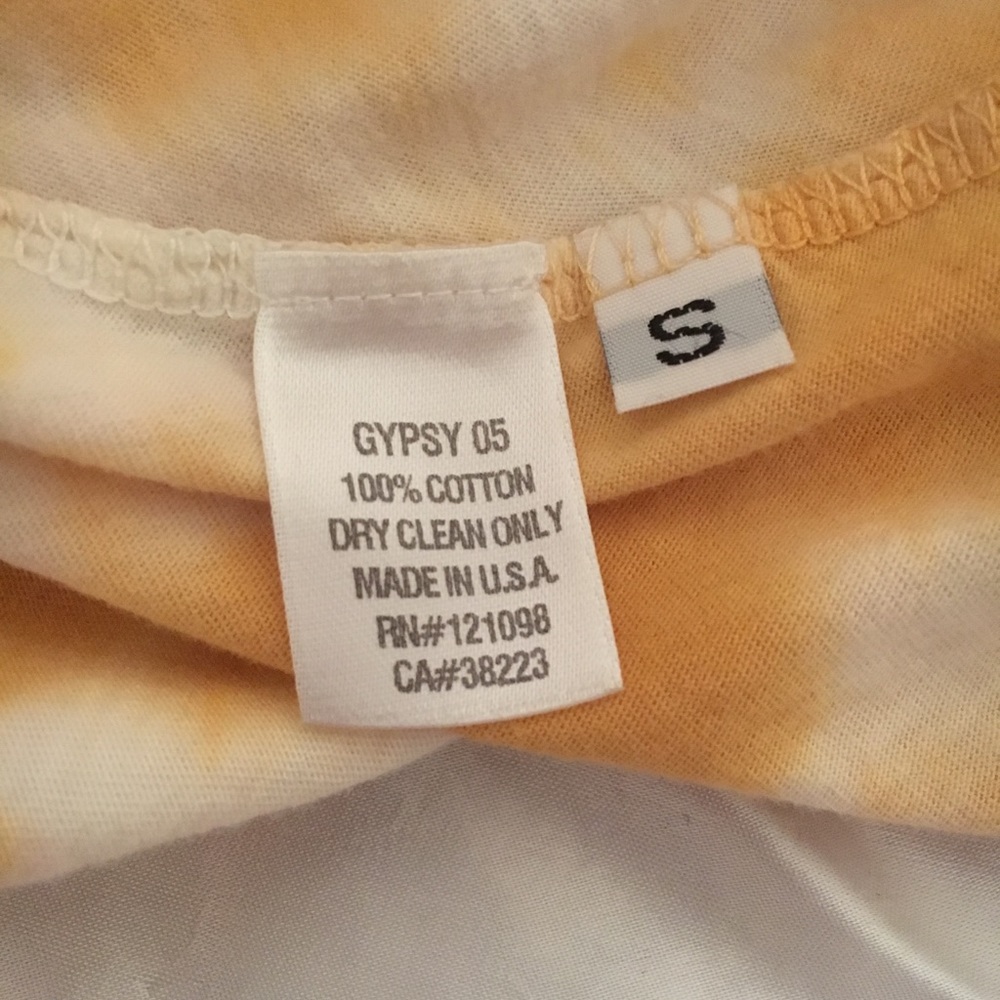 GYPSY 05
100% COTTON
DRY CLEAN ONLY
MADE IN U.S.A.
RN#121098
CA#38223
S